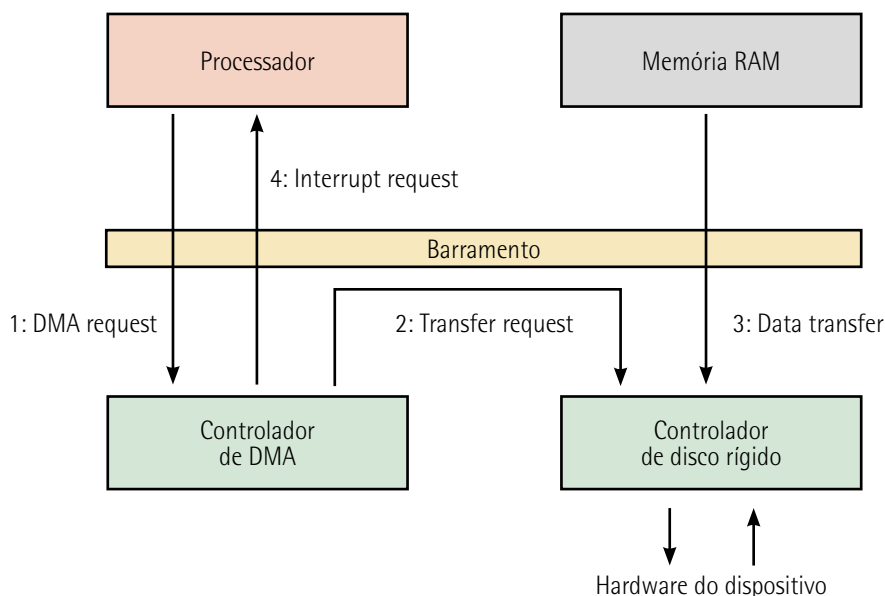 Processador
Memória RAM
4: Interrupt request
Barramento
1: DMA request
2: Transfer request
3: Data transfer
Controlador
de DMA
Controlador
de disco rígido
Hardware do dispositivo